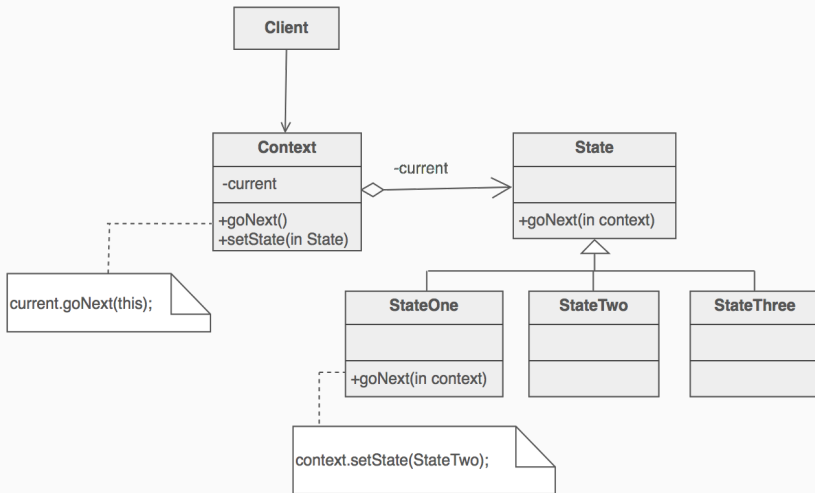 Client
Context
-current
+goNext()
+setState(in State)
-current
State
+goNext(in context)
current.goNext(this);
StateOne
+goNext(in context)
StateTwo
StateThree
context.setState(StateTwo);